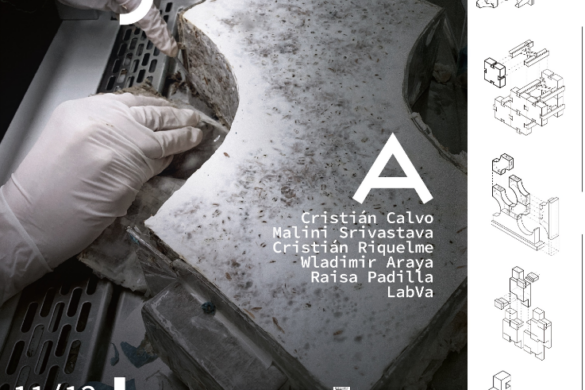 A
Cristián Calvo
Malini Srivastava
Cristián Riquelme
Wladimir Araya
Raisa Padilla
LabVa